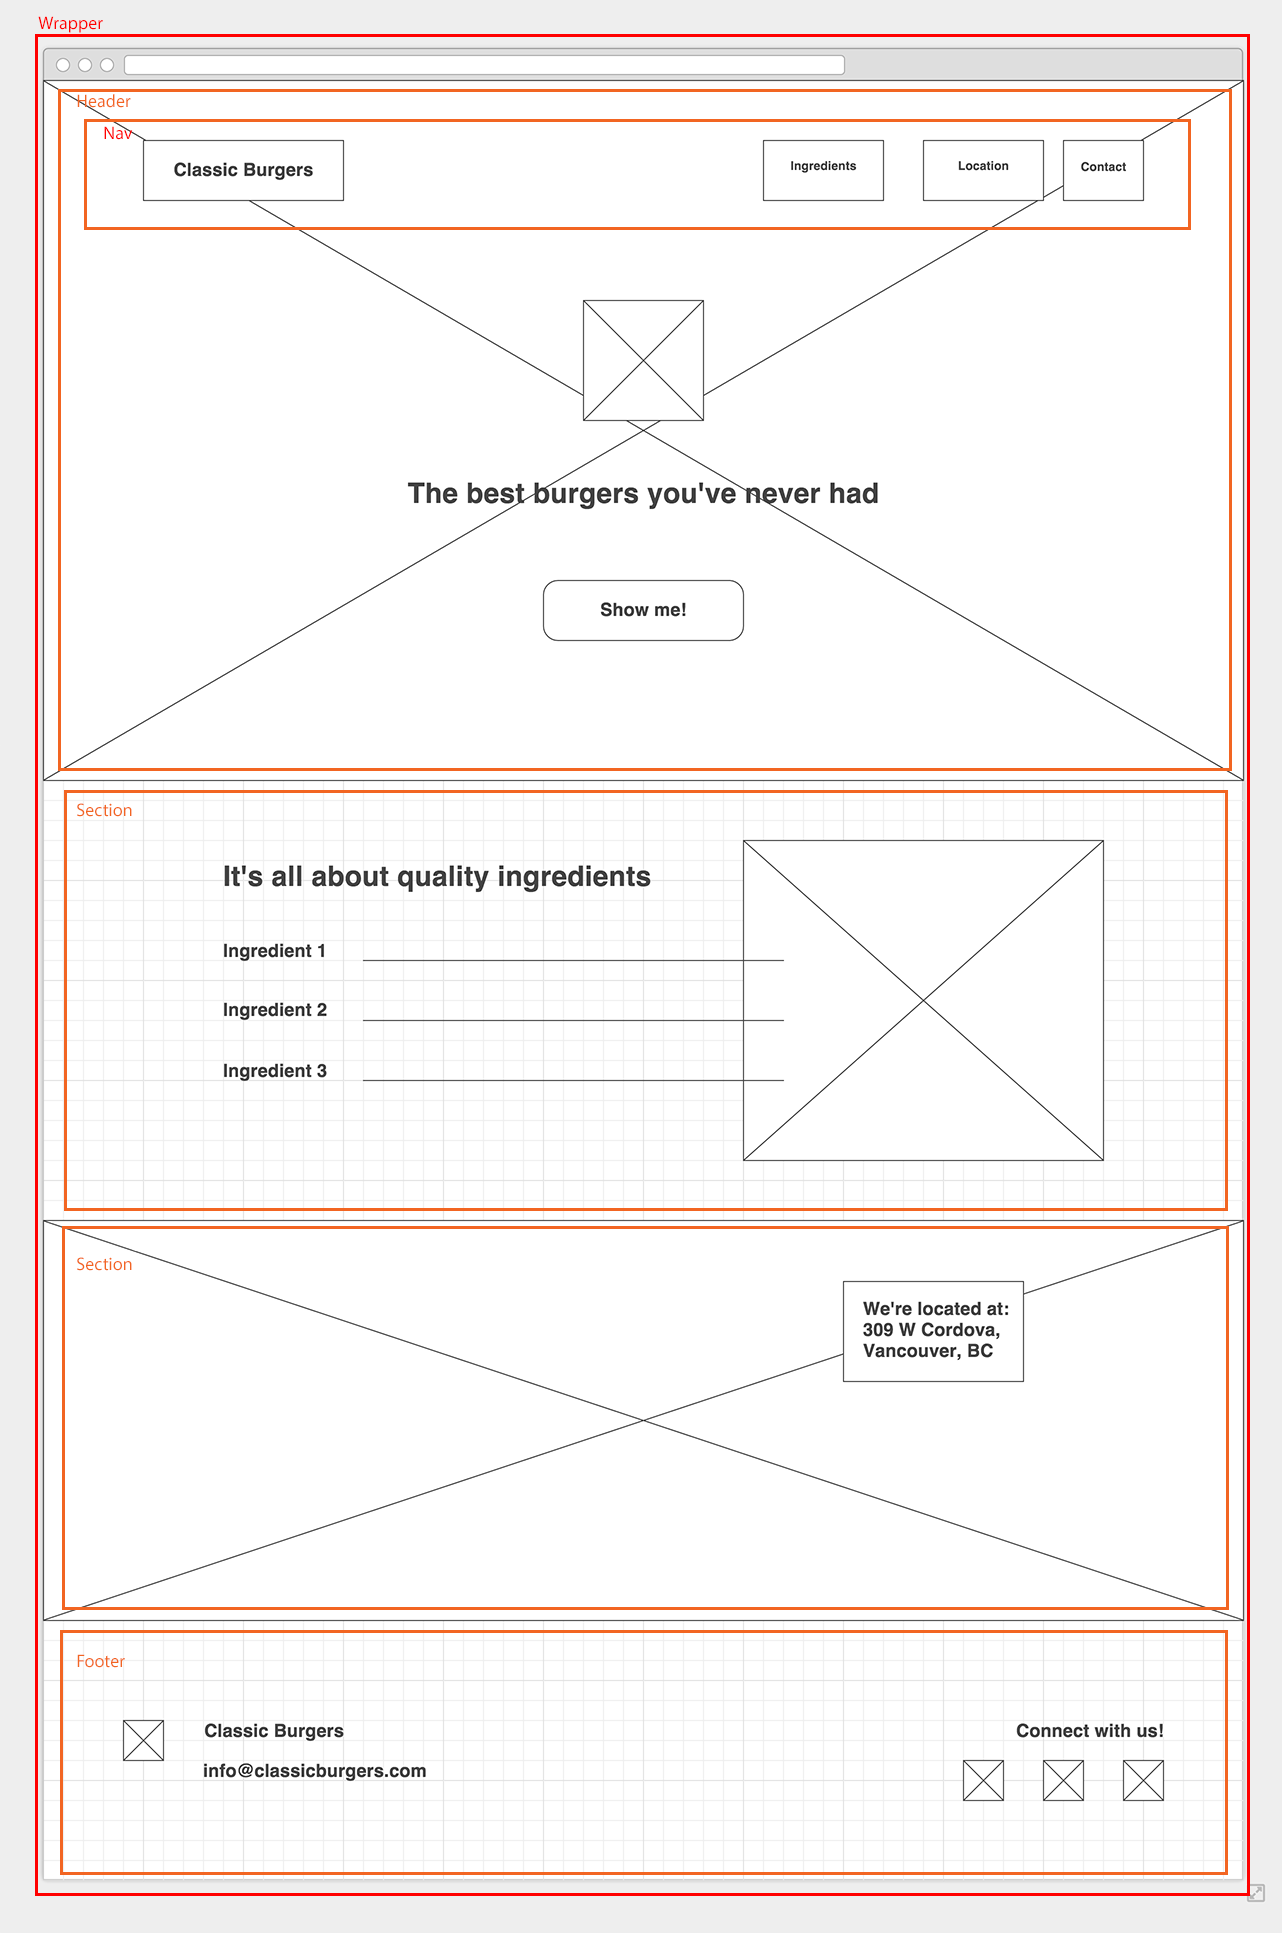 Wrapper
Header
Nav
Classic Burgers
Ingredients
Location
Contact
The best burgers you've never had
Show me!
Section
It's all about quality ingredients
Ingredient 1
Ingredient 2
Ingredient 3
Section
We're located at:
309 W Cordova,
Vancouver, BC
Footer
Classic Burgers
info@classicburgers.com
Connect with us!